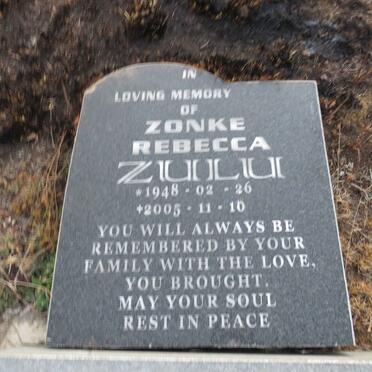 IN
LOVING MEMORY
OF
ZONKE
REBECCA
ZULU
*1948 - 02 - 26
+2005 - 11 - 10
YOU WILL ALWAYS BE
REMEMBERED BY YOUR
FAMILY WITH THE LOVE,
YOU BROUGHT.
MAY YOUR SOUL
REST IN PEACE